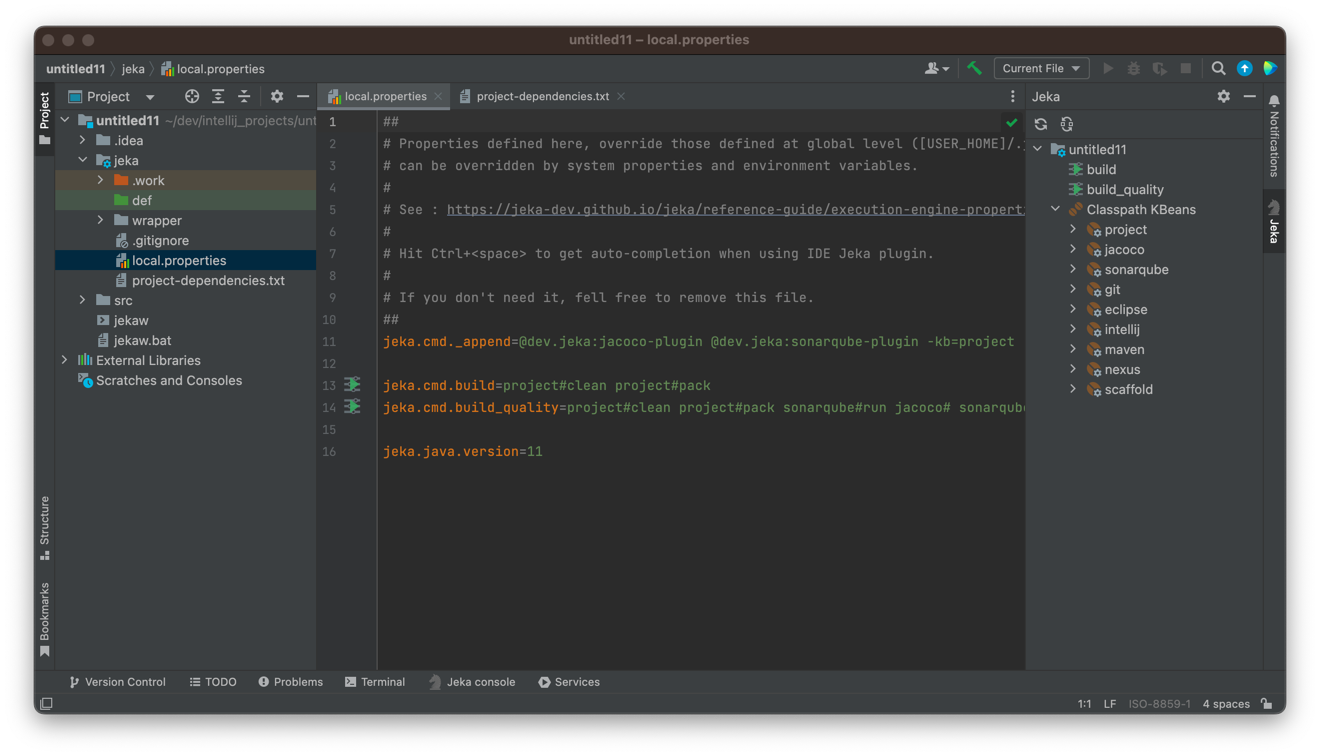 untitled11 – local.properties
untitled11 jeka local.properties
Current File
Project
Project
untitled11 ~/dev/intellij_projects/unt
.idea
jeka
.work
def
wrapper
.gitignore
local.properties
project-dependencies.txt
src
jekaw
jekaw.bat
External Libraries
Scratches and Consoles
Structure
Bookmarks
local.properties project-dependencies.txt
1 ##
2 # Properties defined here, override those defined at global level ([USER_HOME]/.j
3 # can be overridden by system properties and environment variables.
4 #
5 # See : https://jeka-dev.github.io/jeka/reference-guide/execution-engine-properti
6 #
7 # Hit Ctrl+<space> to get auto-completion when using IDE Jeka plugin.
8 #
9 # If you don't need it, fell free to remove this file.
10 ##
11 jeka.cmd._append=@dev.jeka:jacoco-plugin @dev.jeka:sonarqube-plugin -kb=project
12
13 jeka.cmd.build=project#clean project#pack
14 jeka.cmd.build_quality=project#clean project#pack sonarqube#run jacoco# sonarqube
15
16 jeka.java.version=11
Jeka
untitled11
build
build_quality
Classpath KBeans
project
jacoco
sonarqube
git
eclipse
intellij
maven
nexus
scaffold
Notifications
Jeka
Version Control TODO Problems Terminal Jeka console Services
1:1 LF ISO-8859-1 4 spaces